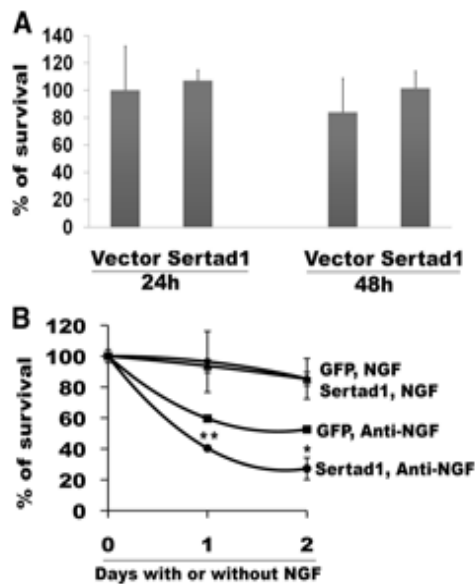 A
% of survival
140
120
100
80
60
40
20
0
Vector Sertad1 Vector Sertad1
24h 48h
B
% of survival
120
100
80
60
40
20
0
GFP, NGF
Sertad1, NGF
GFP, Anti-NGF
**
*
Sertad1, Anti-NGF
0 1 2
Days with or without NGF